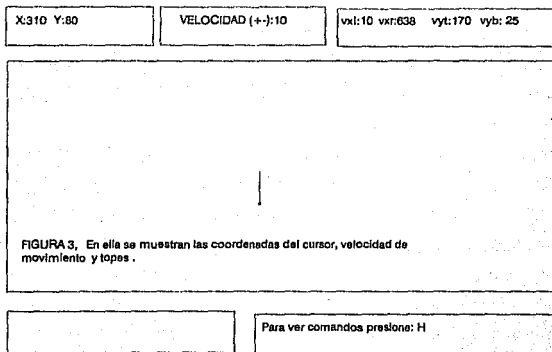 X:310 Y:80
VELOCIDAD (+-):10
vxl:10 vxr:638 vyt:170 vyb: 25
FIGURA 3, En ella se muestran las coordenadas del cursor, velocidad de
movimiento y topes .
Para ver comandos presione: H